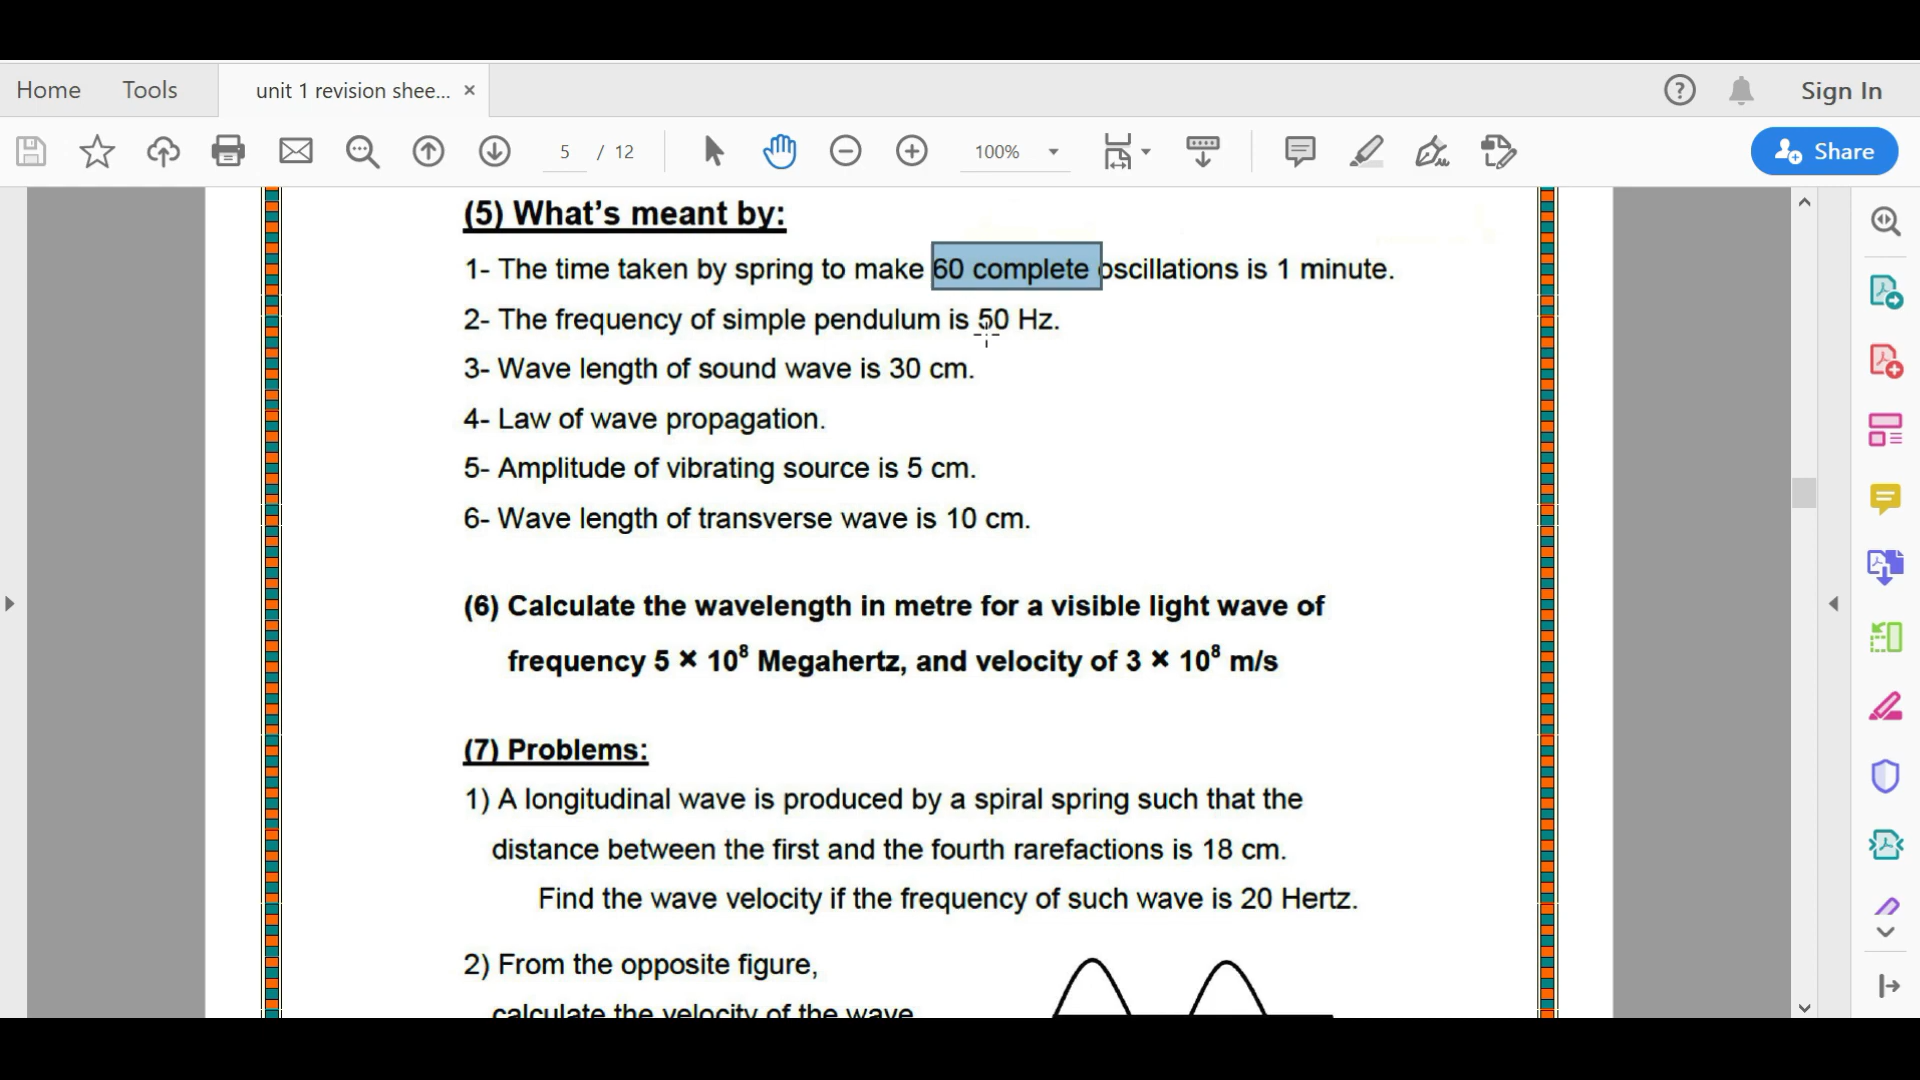 Home Tools unit 1 revision shee... × Sign In
5 / 12 100% Share
(5) What's meant by:
1- The time taken by spring to make 60 complete oscillations is 1 minute.
2- The frequency of simple pendulum is 50 Hz.
3- Wave length of sound wave is 30 cm.
4- Law of wave propagation.
5- Amplitude of vibrating source is 5 cm.
6- Wave length of transverse wave is 10 cm.
(6) Calculate the wavelength in metre for a visible light wave of
frequency 5 × 10⁸ Megahertz, and velocity of 3 × 10⁸ m/s
(7) Problems:
1) A longitudinal wave is produced by a spiral spring such that the
distance between the first and the fourth rarefactions is 18 cm.
Find the wave velocity if the frequency of such wave is 20 Hertz.
2) From the opposite figure,
calculate the velocity of the wave